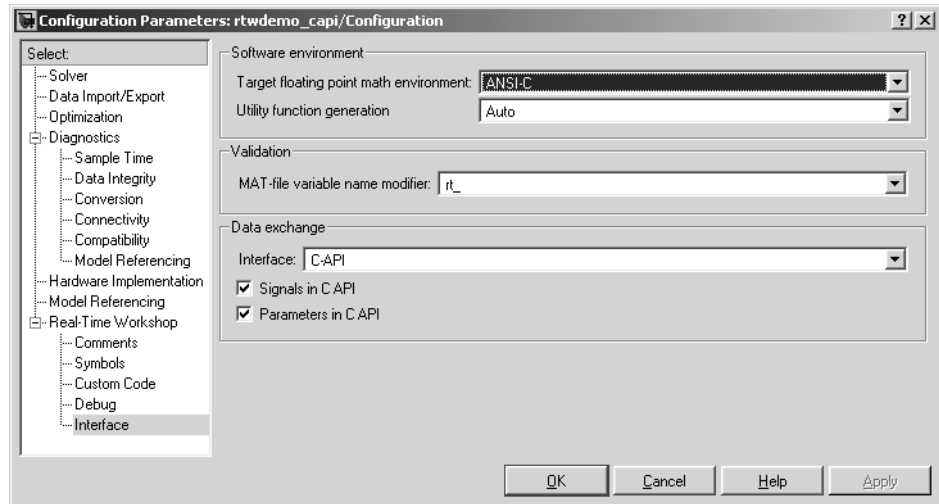 Configuration Parameters: rtwdemo_capi/Configuration
Select:
Solver
Data Import/Export
Optimization
Diagnostics
Sample Time
Data Integrity
Conversion
Connectivity
Compatibility
Model Referencing
Hardware Implementation
Model Referencing
Real-Time Workshop
Comments
Symbols
Custom Code
Debug
Interface
Software environment
Target floating point math environment: ANSI-C
Utility function generation Auto
Validation
MAT-file variable name modifier: rt_
Data exchange
Interface: C-API
Signals in C API
Parameters in C API
OK Cancel Help Apply